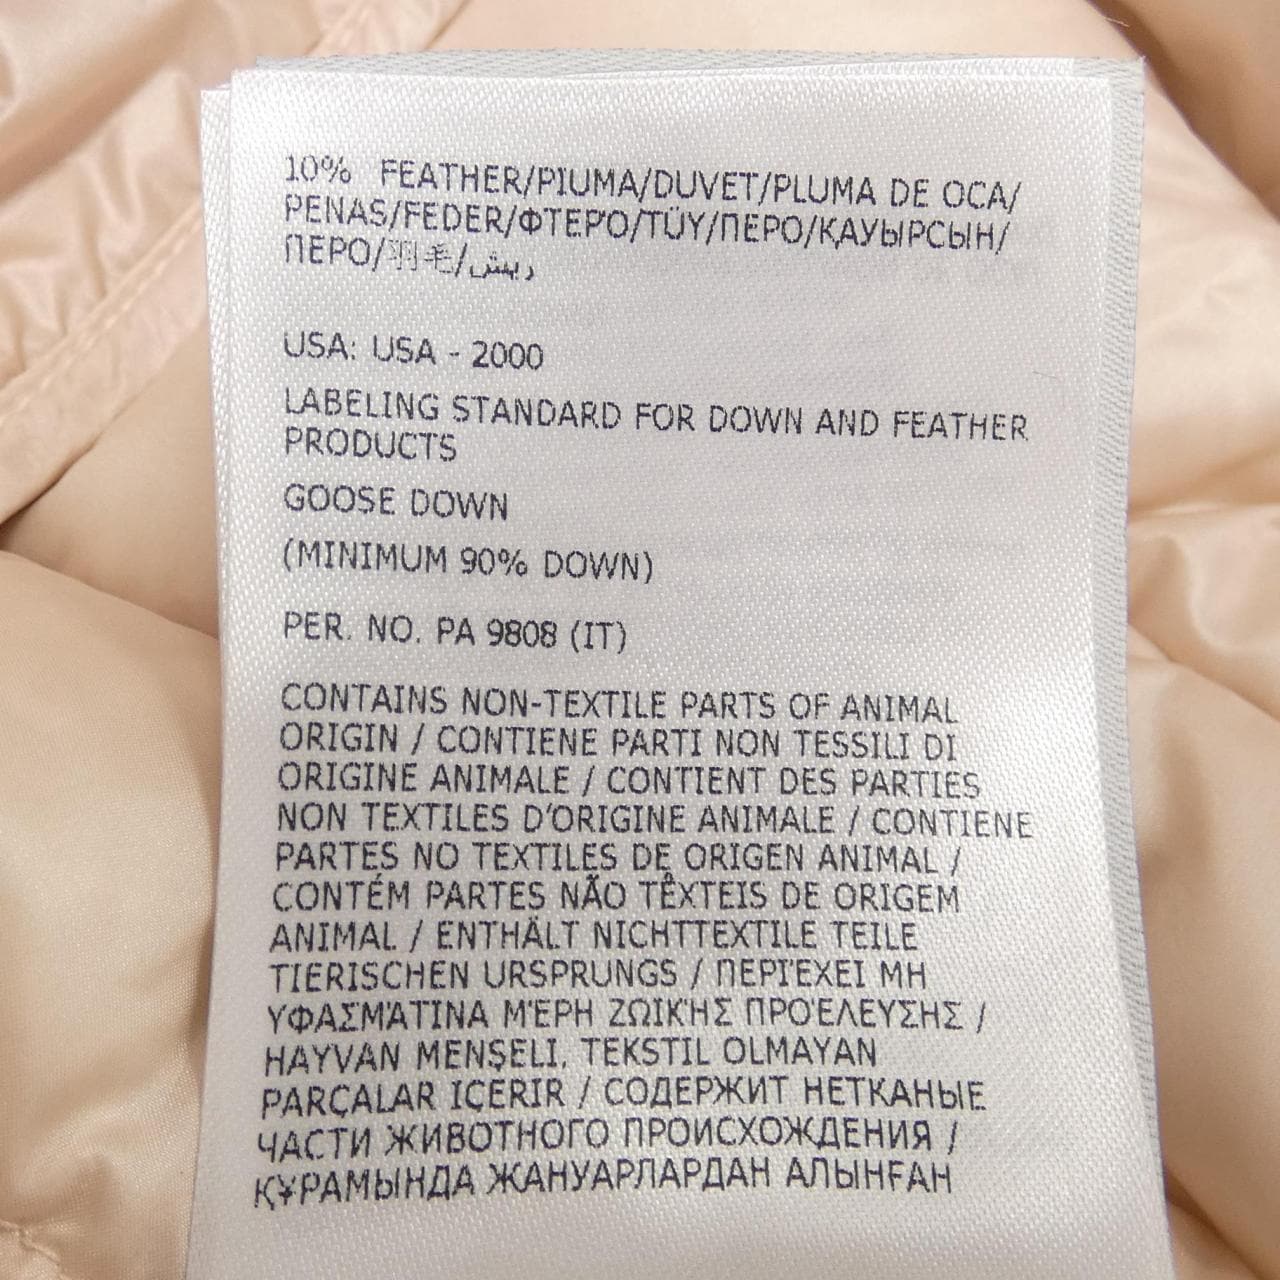 10% FEATHER/PIUMA/DUVET/PLUMA DE OCA/
PENAS/FEDER/ΦΤΕΡΌ/TÜY/ПЕРО/ҚАУЫРСЫН/
ПЕРО/羽毛/ريش
USA: USA - 2000
LABELING STANDARD FOR DOWN AND FEATHER
PRODUCTS
GOOSE DOWN
(MINIMUM 90% DOWN)
PER. NO. PA 9808 (IT)
CONTAINS NON-TEXTILE PARTS OF ANIMAL
ORIGIN / CONTIENE PARTI NON TESSILI DI
ORIGINE ANIMALE / CONTIENT DES PARTIES
NON TEXTILES D'ORIGINE ANIMALE / CONTIENE
PARTES NO TEXTILES DE ORIGEN ANIMAL /
CONTÉM PARTES NÃO TÊXTEIS DE ORIGEM
ANIMAL / ENTHÄLT NICHTTEXTILE TEILE
TIERISCHEN URSPRUNGS / ΠΕΡΙΈΧΕΙ ΜΗ
ΥΦΑΣΜΆΤΙΝΑ ΜΈΡΗ ΖΩΙΚΉΣ ΠΡΟΈΛΕΥΣΗΣ /
HAYVAN MENŞELI, TEKSTIL OLMAYAN
PARÇALAR IÇERIR / СОДЕРЖИТ НЕТКАНЫЕ
ЧАСТИ ЖИВОТНОГО ПРОИСХОЖДЕНИЯ /
ҚҰРАМЫНДА ЖАНУАРЛАРДАН АЛЫНҒАН